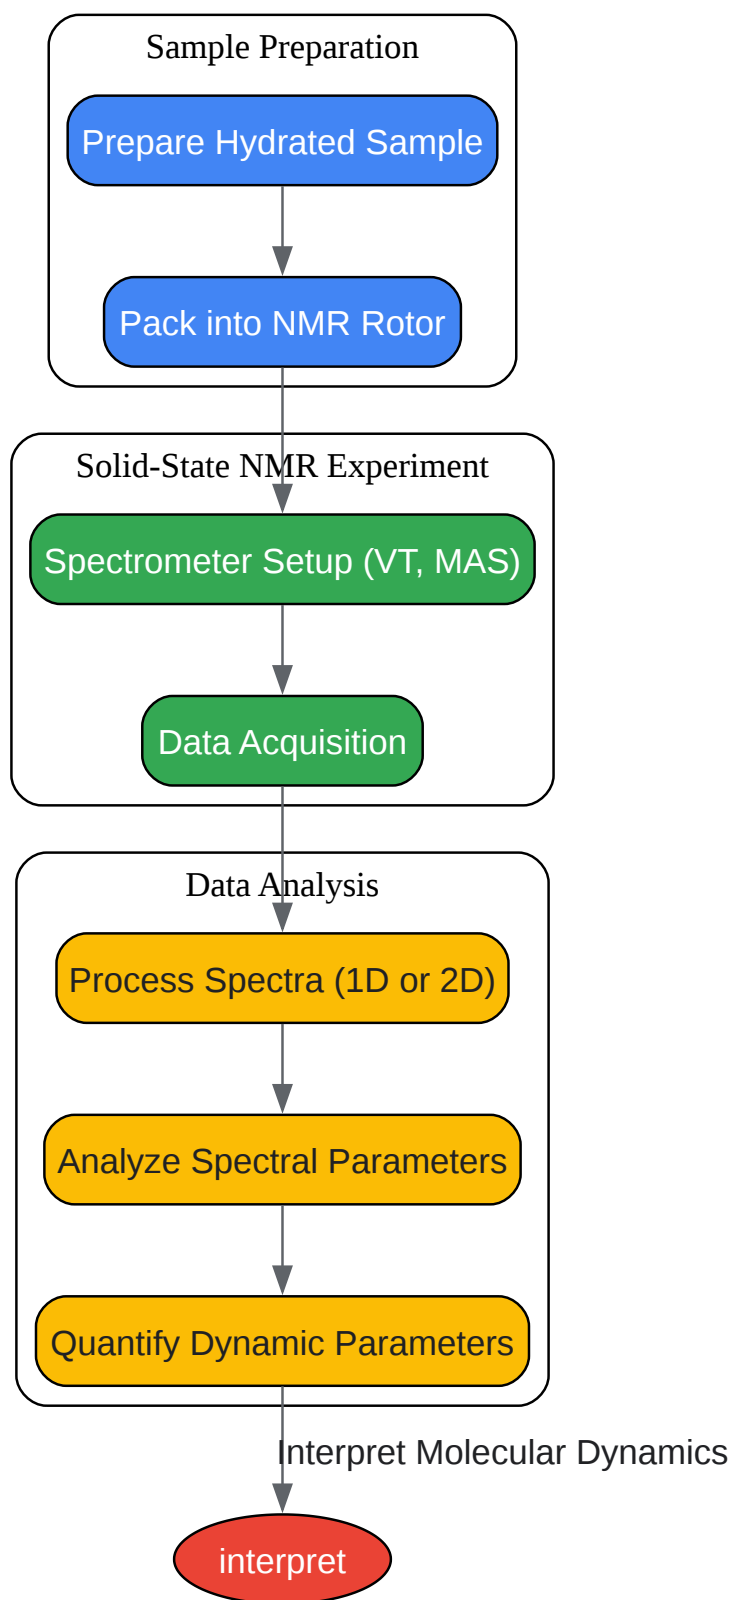 Sample Preparation
Prepare Hydrated Sample
Pack into NMR Rotor
Solid-State NMR Experiment
Spectrometer Setup (VT, MAS)
Data Acquisition
Data Analysis
Process Spectra (1D or 2D)
Analyze Spectral Parameters
Quantify Dynamic Parameters
Interpret Molecular Dynamics
interpret